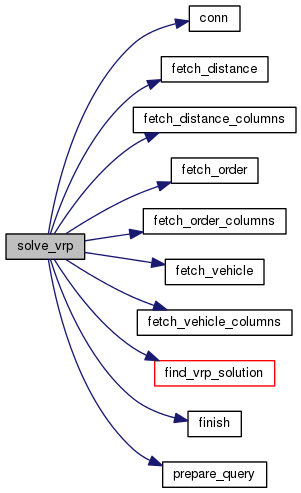 conn
fetch_distance
fetch_distance_columns
fetch_order
fetch_order_columns
solve_vrp
fetch_vehicle
fetch_vehicle_columns
find_vrp_solution
finish
prepare_query